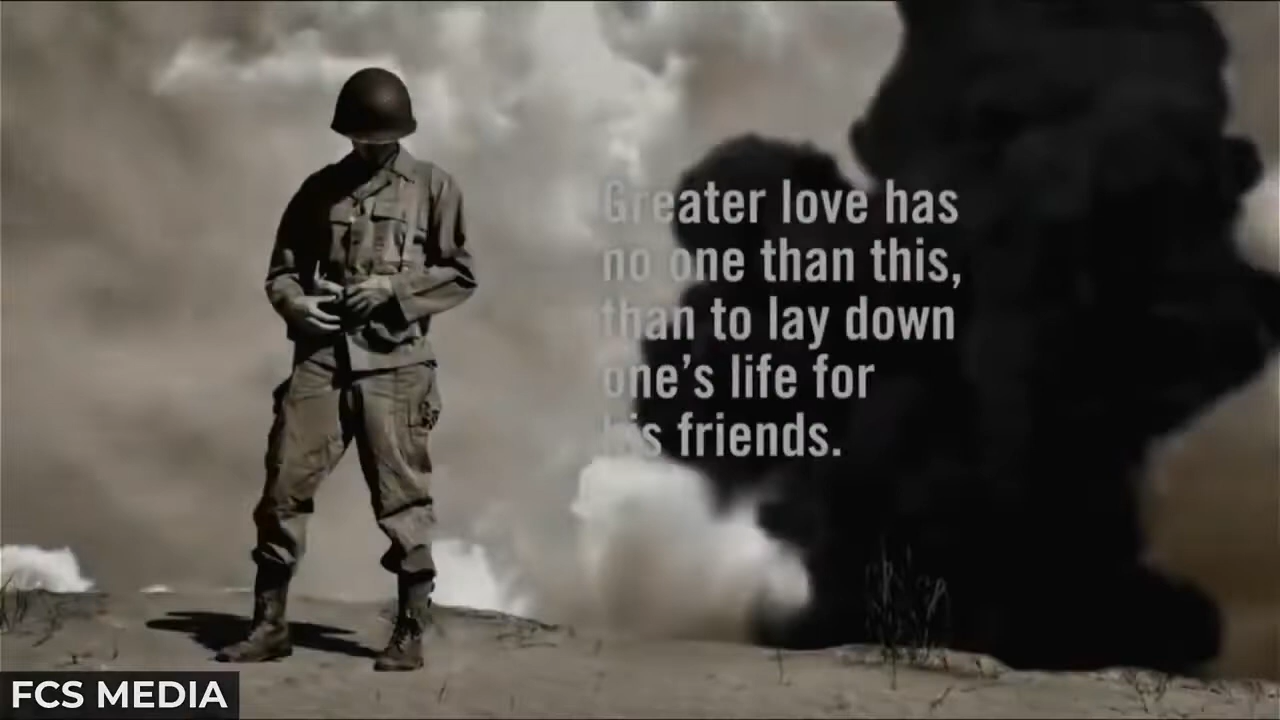 Greater love has
no one than this,
than to lay down
one's life for
his friends.
FCS MEDIA